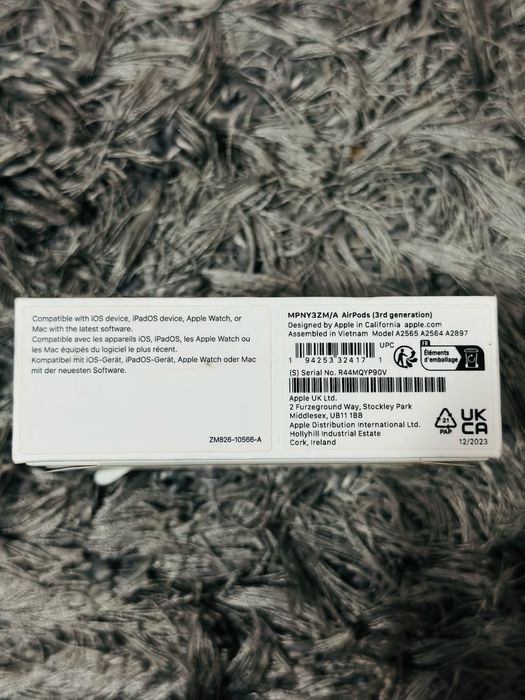 Compatible with iOS device, iPadOS device, Apple Watch, or
Mac with the latest software.
Compatible avec les appareils iOS, iPadOS, les Apple Watch ou
les Mac équipés du logiciel le plus récent.
Kompatibel mit iOS-Gerät, iPadOS-Gerät, Apple Watch oder Mac
mit der neuesten Software.
ZM826-10566-A
MPNY3ZM/A AirPods (3rd generation)
Designed by Apple in California apple.com
Assembled in Vietnam Model A2565 A2564 A2897
UPC
1 94253 32417 1
FR
Éléments
d'emballage
(S) Serial No. R44MQYP90V
Apple UK Ltd.
2 Furzeground Way, Stockley Park
Middlesex, UB11 1BB
Apple Distribution International Ltd.
Hollyhill Industrial Estate
Cork, Ireland
21
PAP
UK
CA
12/2023